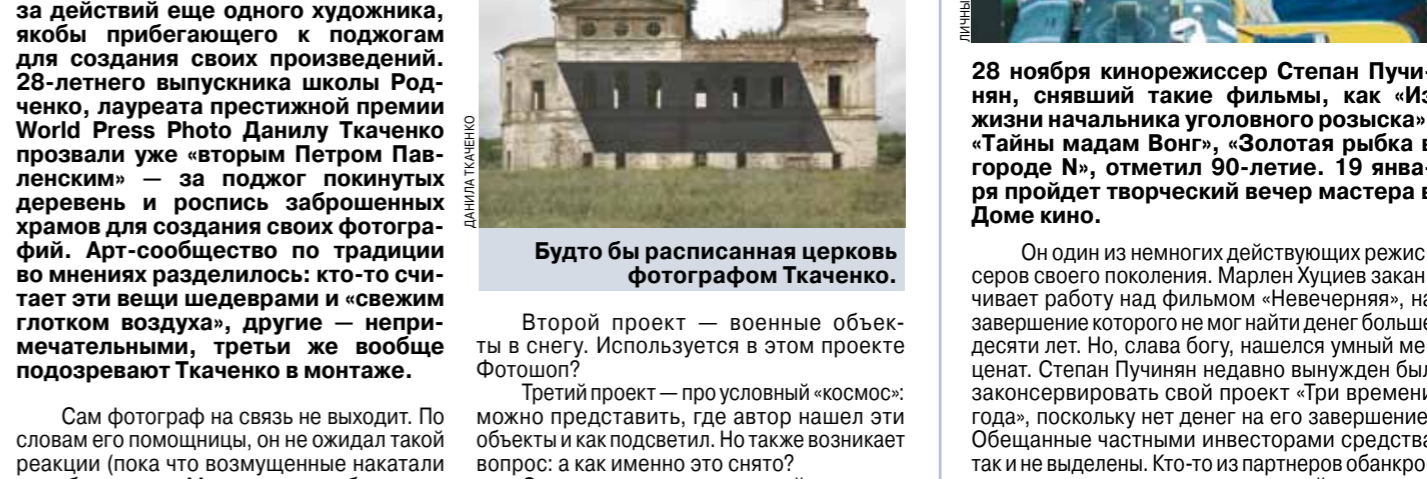 за действий еще одного художника,
якобы прибегающего к поджогам
для создания своих произведений.
28-летнего выпускника школы Род-
ченко, лауреата престижной премии
World Press Photo Данилу Ткаченко
прозвали уже «вторым Петром Пав-
ленским» — за поджог покинутых
деревень и роспись заброшенных
храмов для создания своих фотогра-
фий. Арт-сообщество по традиции
во мнениях разделилось: кто-то счи-
тает эти вещи шедеврами и «свежим
глотком воздуха», другие — непри-
мечательными, третьи же вообще
подозревают Ткаченко в монтаже.
Сам фотограф на связь не выходит. По
словам его помощницы, он не ожидал такой
реакции (пока что возмущенные накатали
ДАНИЛА ТКАЧЕНКО
Будто бы расписанная церковь
фотографом Ткаченко.
Второй проект — военные объек-
ты в снегу. Используется в этом проекте
Фотошоп?
Третий проект — про условный «космос»:
можно представить, где автор нашел эти
объекты и как подсветил. Но также возникает
вопрос: а как именно это снято?
28 ноября кинорежиссер Степан Пучи-
нян, снявший такие фильмы, как «Из
жизни начальника уголовного розыска»
«Тайны мадам Вонг», «Золотая рыбка в
городе N», отметил 90-летие. 19 янва-
ря пройдет творческий вечер мастера в
Доме кино.
Он один из немногих действующих режис
серов своего поколения. Марлен Хуциев закан
чивает работу над фильмом «Невечерняя», на
завершение которого не мог найти денег больше
десяти лет. Но, слава богу, нашелся умный ме
ценат. Степан Пучинян недавно вынужден был
законсервировать свой проект «Три времени
года», поскольку нет денег на его завершение
Обещанные частными инвесторами средства
так и не выделены. Кто-то из партнеров обанкро